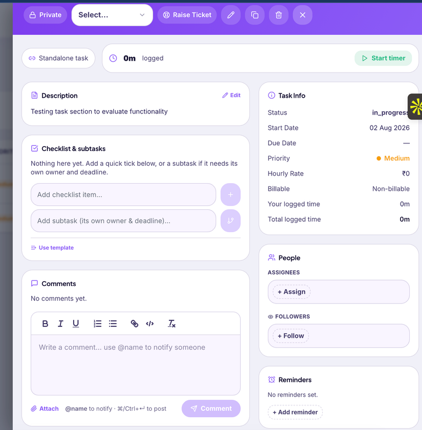 Private
Select...
Raise Ticket
Standalone task
0m logged
Start timer
Description
Edit
Testing task section to evaluate functionality
Checklist & subtasks
Nothing here yet. Add a quick tick below, or a subtask if it needs its
own owner and deadline.
Add checklist item...
+
Add subtask (its own owner & deadline)...
Use template
Comments
No comments yet.
B I U
Write a comment... use @name to notify someone
Attach @name to notify · ⌘/Ctrl+↵ to post
Comment
Task Info
Status in_progress
Start Date 02 Aug 2026
Due Date —
Priority Medium
Hourly Rate ₹0
Billable Non-billable
Your logged time 0m
Total logged time 0m
People
ASSIGNEES
+ Assign
FOLLOWERS
+ Follow
Reminders
No reminders set.
+ Add reminder